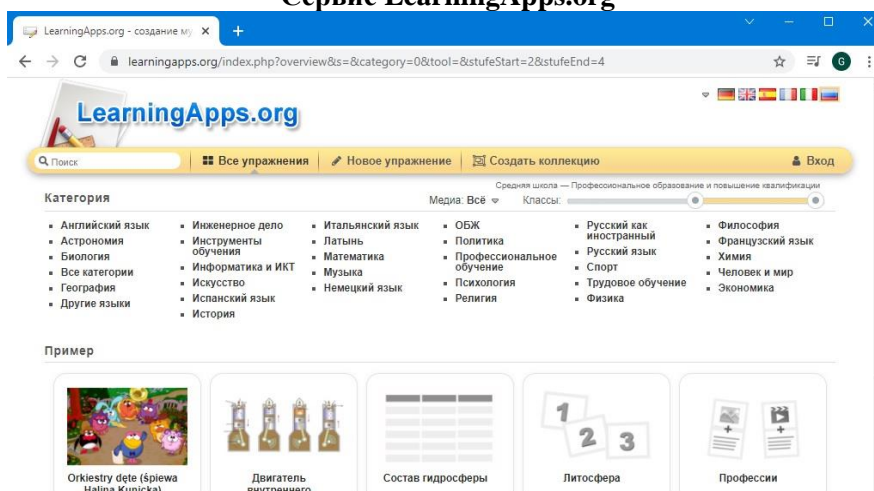 Сервис LearningApps.org
LearningApps.org - создание му
learningapps.org/index.php?overview&s=&category=0&tool=&stufeStart=2&stufeEnd=4
G
LearningApps.org
Поиск
Все упражнения
Новое упражнение
Создать коллекцию
Вход
Категория
Средняя школа — Профессиональное образование и повышение квалификации
Медиа: Всё
Классы:
Английский язык
Астрономия
Биология
Все категории
География
Другие языки
Инженерное дело
Инструменты
обучения
Информатика и ИКТ
Искусство
Испанский язык
История
Итальянский язык
Латынь
Математика
Музыка
Немецкий язык
ОБЖ
Политика
Профессиональное
обучение
Психология
Религия
Русский как
иностранный
Русский язык
Спорт
Трудовое обучение
Физика
Философия
Французский язык
Химия
Человек и мир
Экономика
Пример
1
2
3
Orkiestry dęte (śpiewa
Halina Kunicka)
Двигатель
внутреннего
Состав гидросферы
Литосфера
Профессии